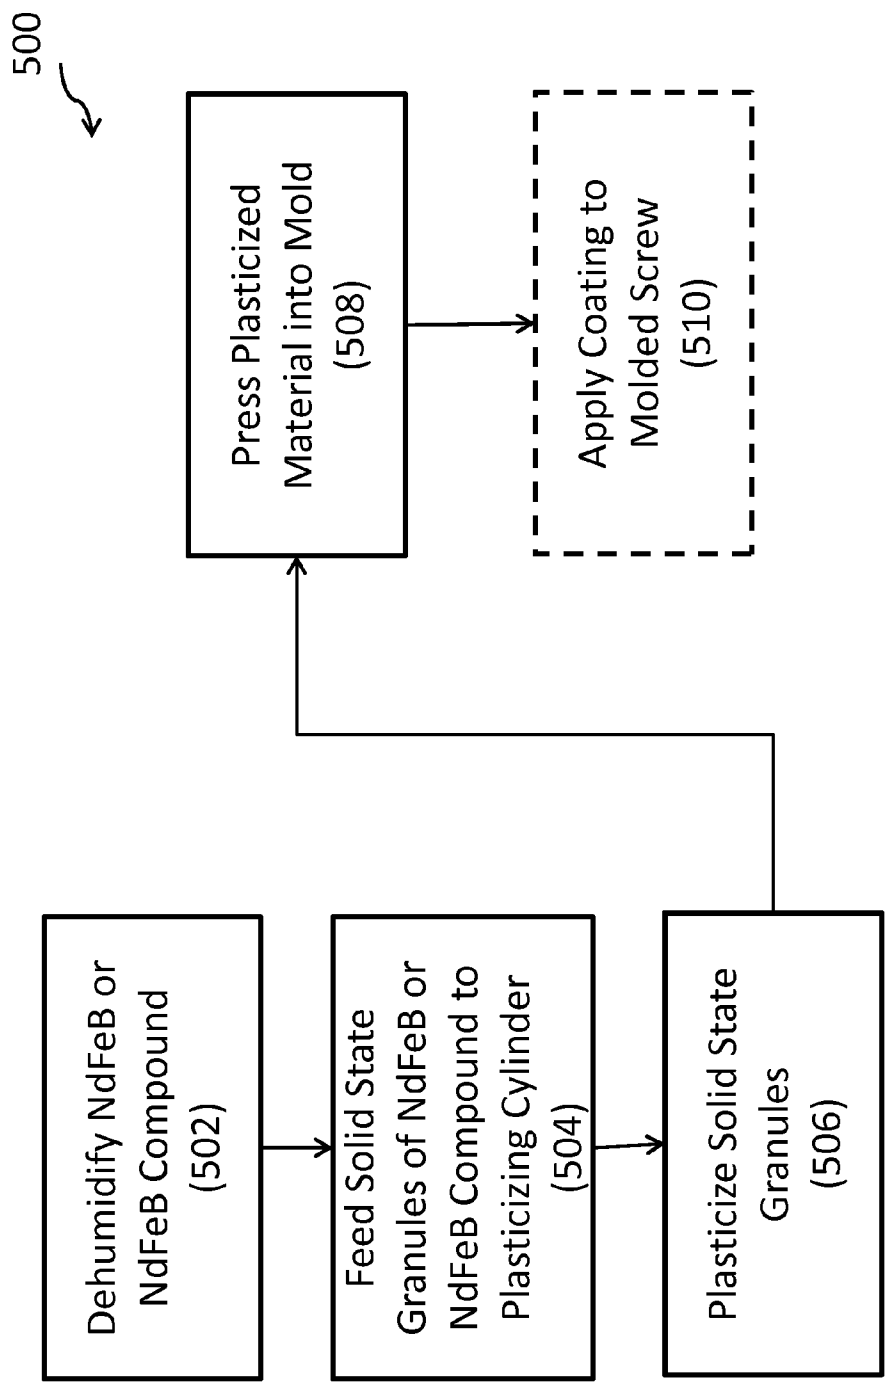 500
Dehumidify NdFeB or
NdFeB Compound
(502)
Feed Solid State
Granules of NdFeB or
NdFeB Compound to
Plasticizing Cylinder
(504)
Plasticize Solid State
Granules
(506)
Press Plasticized
Material into Mold
(508)
Apply Coating to
Molded Screw
(510)